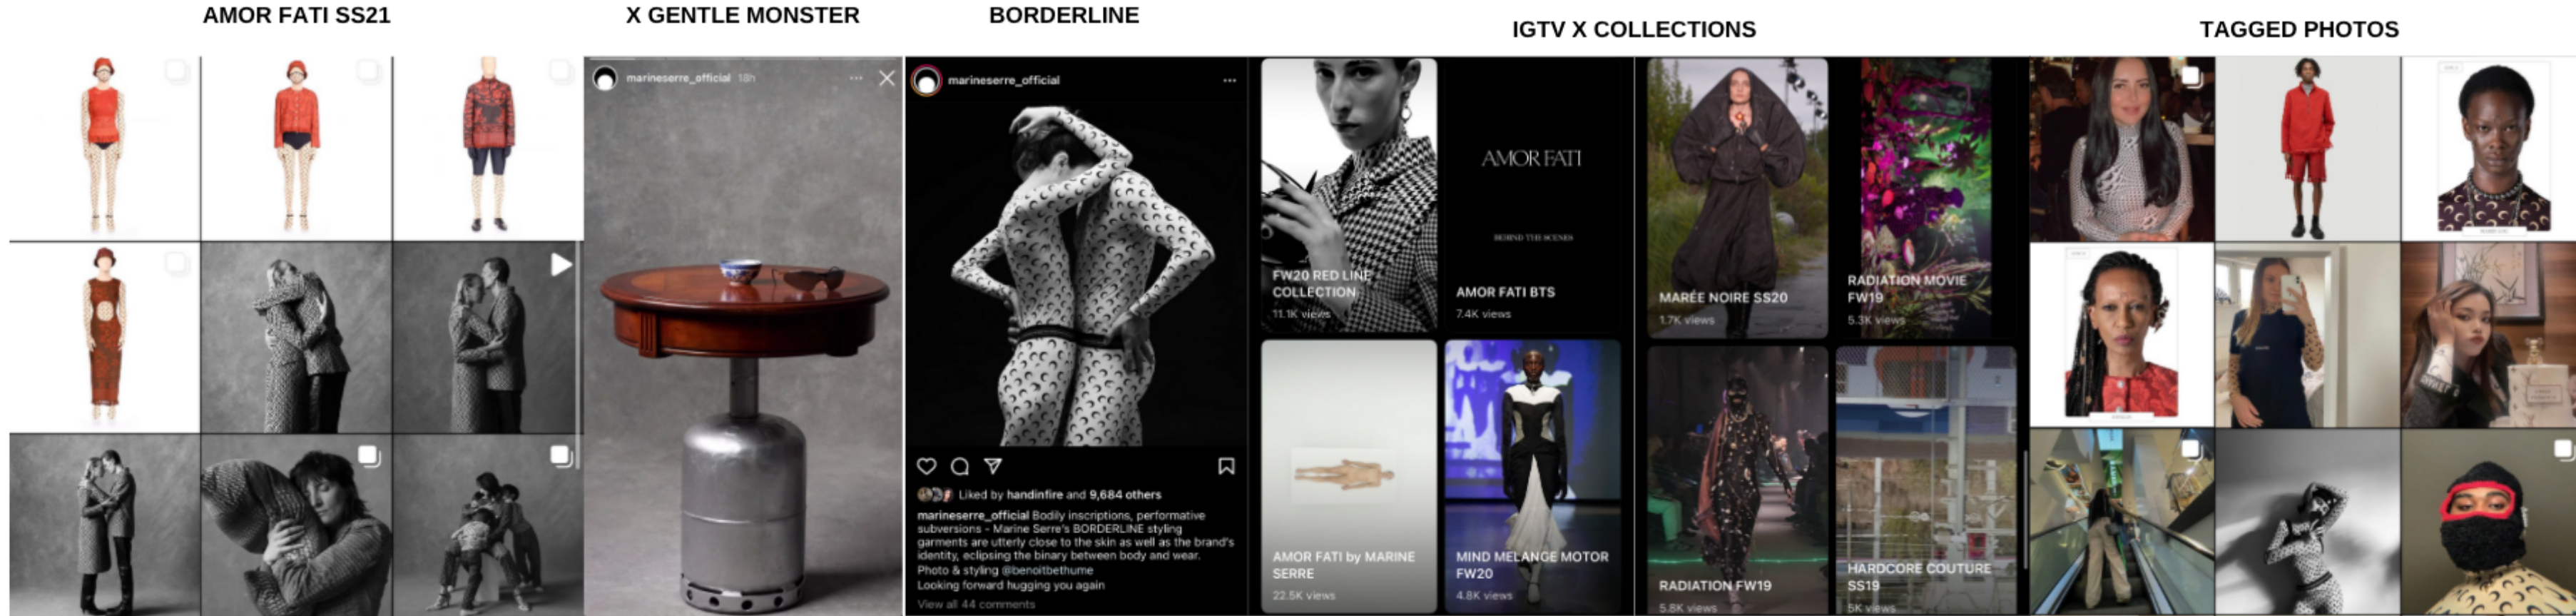 AMOR FATI SS21
X GENTLE MONSTER
BORDERLINE
IGTV X COLLECTIONS
TAGGED PHOTOS
marineserre_official 18h
marineserre_official
Liked by handinfire and 9,684 others
marineserre_official Bodily inscriptions, performative
subversions - Marine Serre's BORDERLINE styling
garments are utterly close to the skin as well as the brand's
identity, eclipsing the binary between body and wear.
Photo & styling @benoitbethume
Looking forward hugging you again
View all 44 comments
FW20 RED LINE
COLLECTION
11.1K views
AMOR FATI
BEHIND THE SCENES
AMOR FATI BTS
7.4K views
AMOR FATI by MARINE
SERRE
22.5K views
MIND MELANGE MOTOR
FW20
4.8K views
MARÉE NOIRE SS20
1.7K views
RADIATION MOVIE
FW19
5.3K views
RADIATION FW19
5.8K views
HARDCORE COUTURE
SS19
5K views